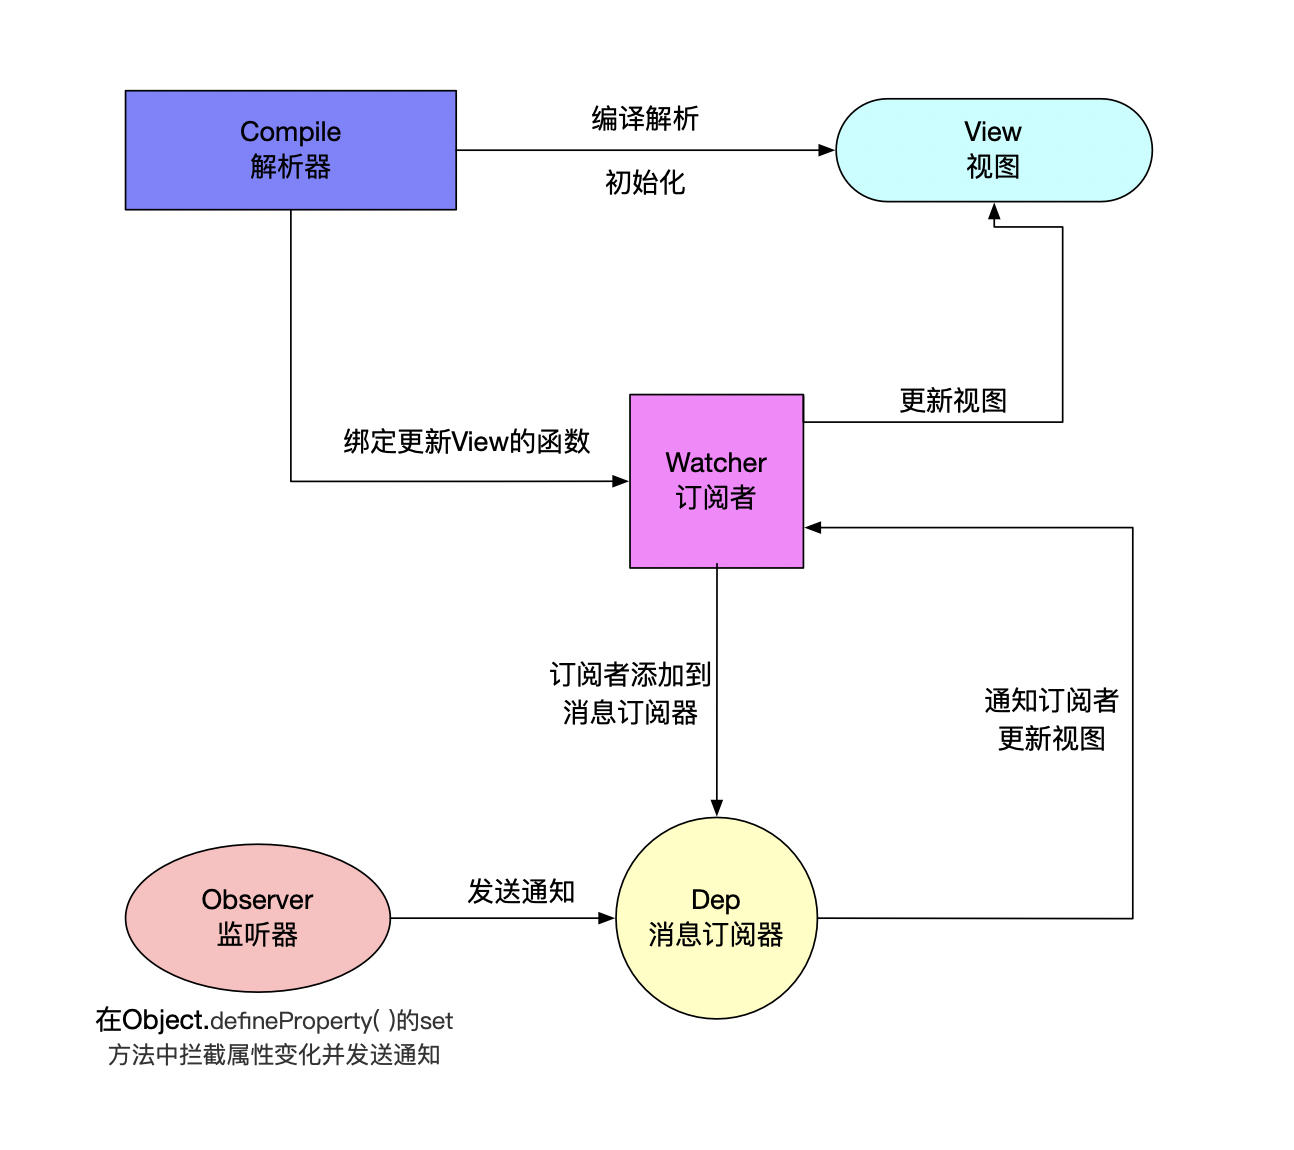 Compile
解析器
编译解析
初始化
View
视图
更新视图
绑定更新View的函数
Watcher
订阅者
订阅者添加到
消息订阅器
通知订阅者
更新视图
Observer
监听器
发送通知
Dep
消息订阅器
在Object.defineProperty( )的set
方法中拦截属性变化并发送通知